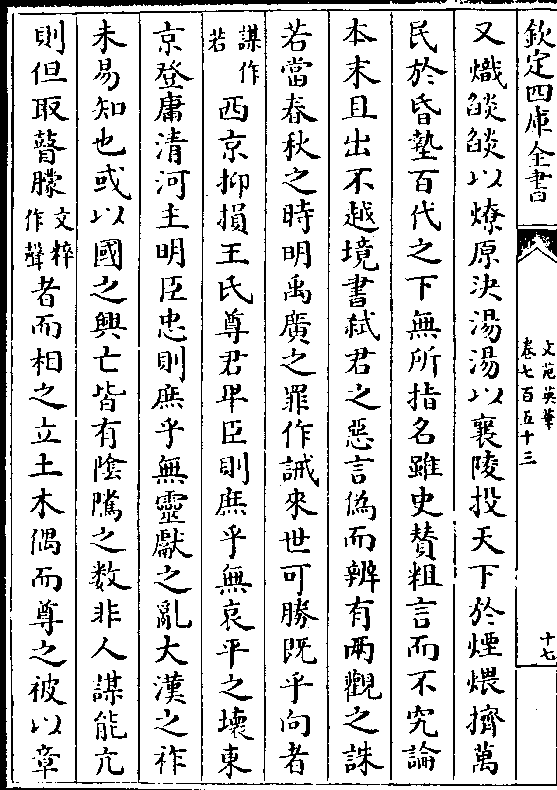 欽定四庫全書
文苑英華
卷七百五十三
十七
又熾燄燄以燎原決湯湯以襄陵投天下於煙煨擠萬
民於昏墊百代之下無所指名雖史賛粗言而不究論
本末且出不越境書弒君之惡言偽而辨有兩觀之誅
若當春秋之時明禹廣之罪作誡來世可勝既乎向者
謀作若西京抑損王氏尊君卑臣則庶乎無哀平之壊東
京登庸清河主明臣忠則庶乎無靈獻之亂大漢之祚
未易知也或以國之興亡皆有陰隲之数非人謀能亢
則但取瞽矇文粹作聲者而相之立土木偶而尊之被以章